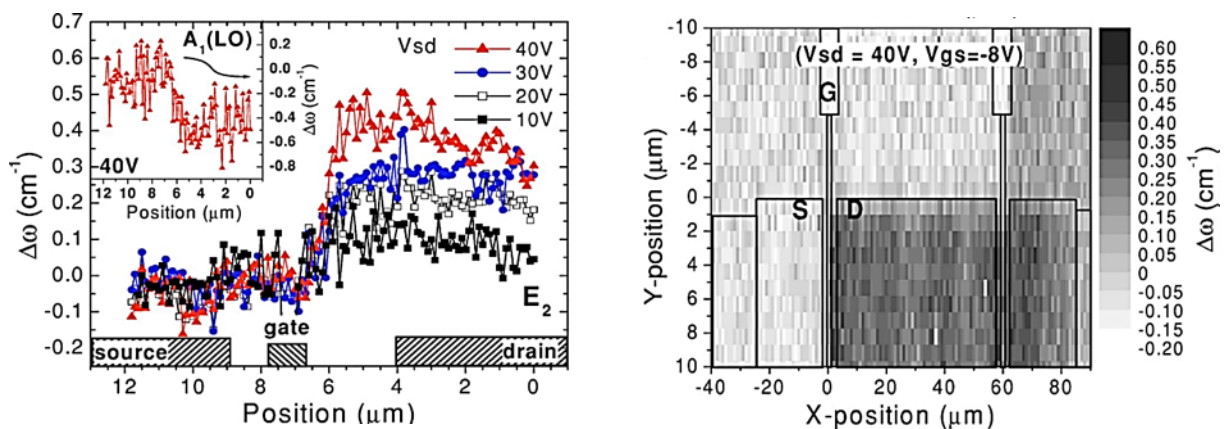 0.7
0.6
0.5
0.4
0.3
0.2
0.1
0.0
-0.1
-0.2
Δω (cm⁻¹)
A₁(LO)
0.2
0.0
-0.2
-0.4
-0.6
-0.8
Δω (cm⁻¹)
40V
12 10 8 6 4 2 0
Position (μm)
Vsd
40V
30V
20V
10V
E₂
gate
source
drain
12 10 8 6 4 2 0
Position (μm)
-10
-8
-6
-4
-2
0
2
4
6
8
10
Y-position (μm)
(Vsd = 40V, Vgs=-8V)
G
S D
-40 -20 0 20 40 60 80
X-position (μm)
0.60
0.55
0.50
0.45
0.40
0.35
0.30
0.25
0.20
0.15
0.10
0.05
0
-0.05
-0.15
-0.20
Δω (cm⁻¹)